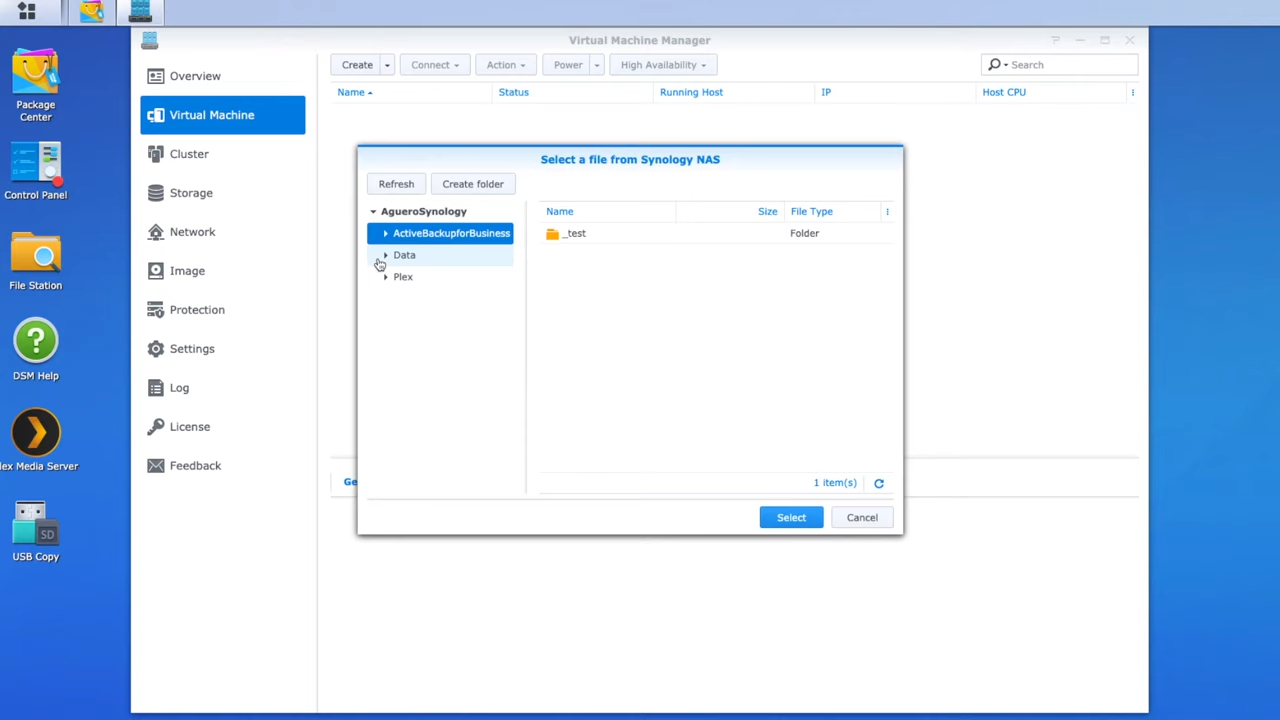 Virtual Machine Manager
Package
Center
Control Panel
File Station
DSM Help
lex Media Server
SD
USB Copy
Overview
Virtual Machine
Cluster
Storage
Network
Image
Protection
Settings
Log
License
Feedback
Create Connect Action Power High Availability Search
Name Status Running Host IP Host CPU
Ge
Select a file from Synology NAS
Refresh Create folder
AgueroSynology
ActiveBackupforBusiness
Data
Plex
Name Size File Type
_test Folder
1 item(s)
Select Cancel